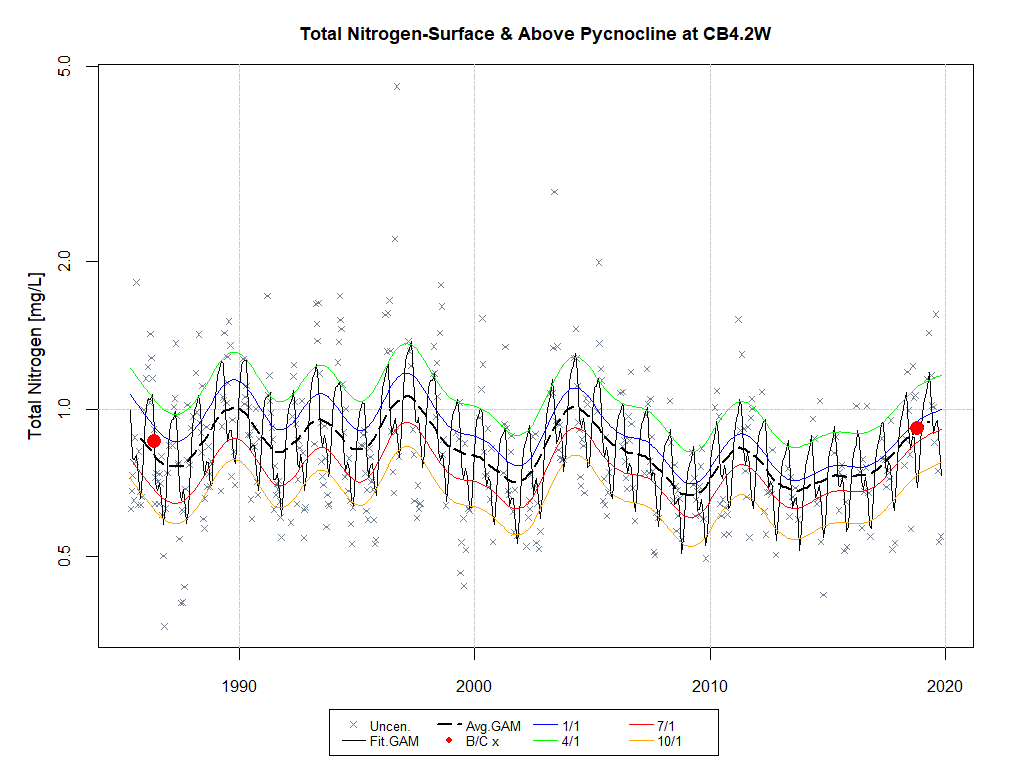 Total Nitrogen-Surface & Above Pycnocline at CB4.2W
Total Nitrogen [mg/L]
5.0
2.0
1.0
0.5
1990 2000 2010 2020
Uncen. Avg.GAM 1/1 7/1
Fit.GAM B/C x 4/1 10/1